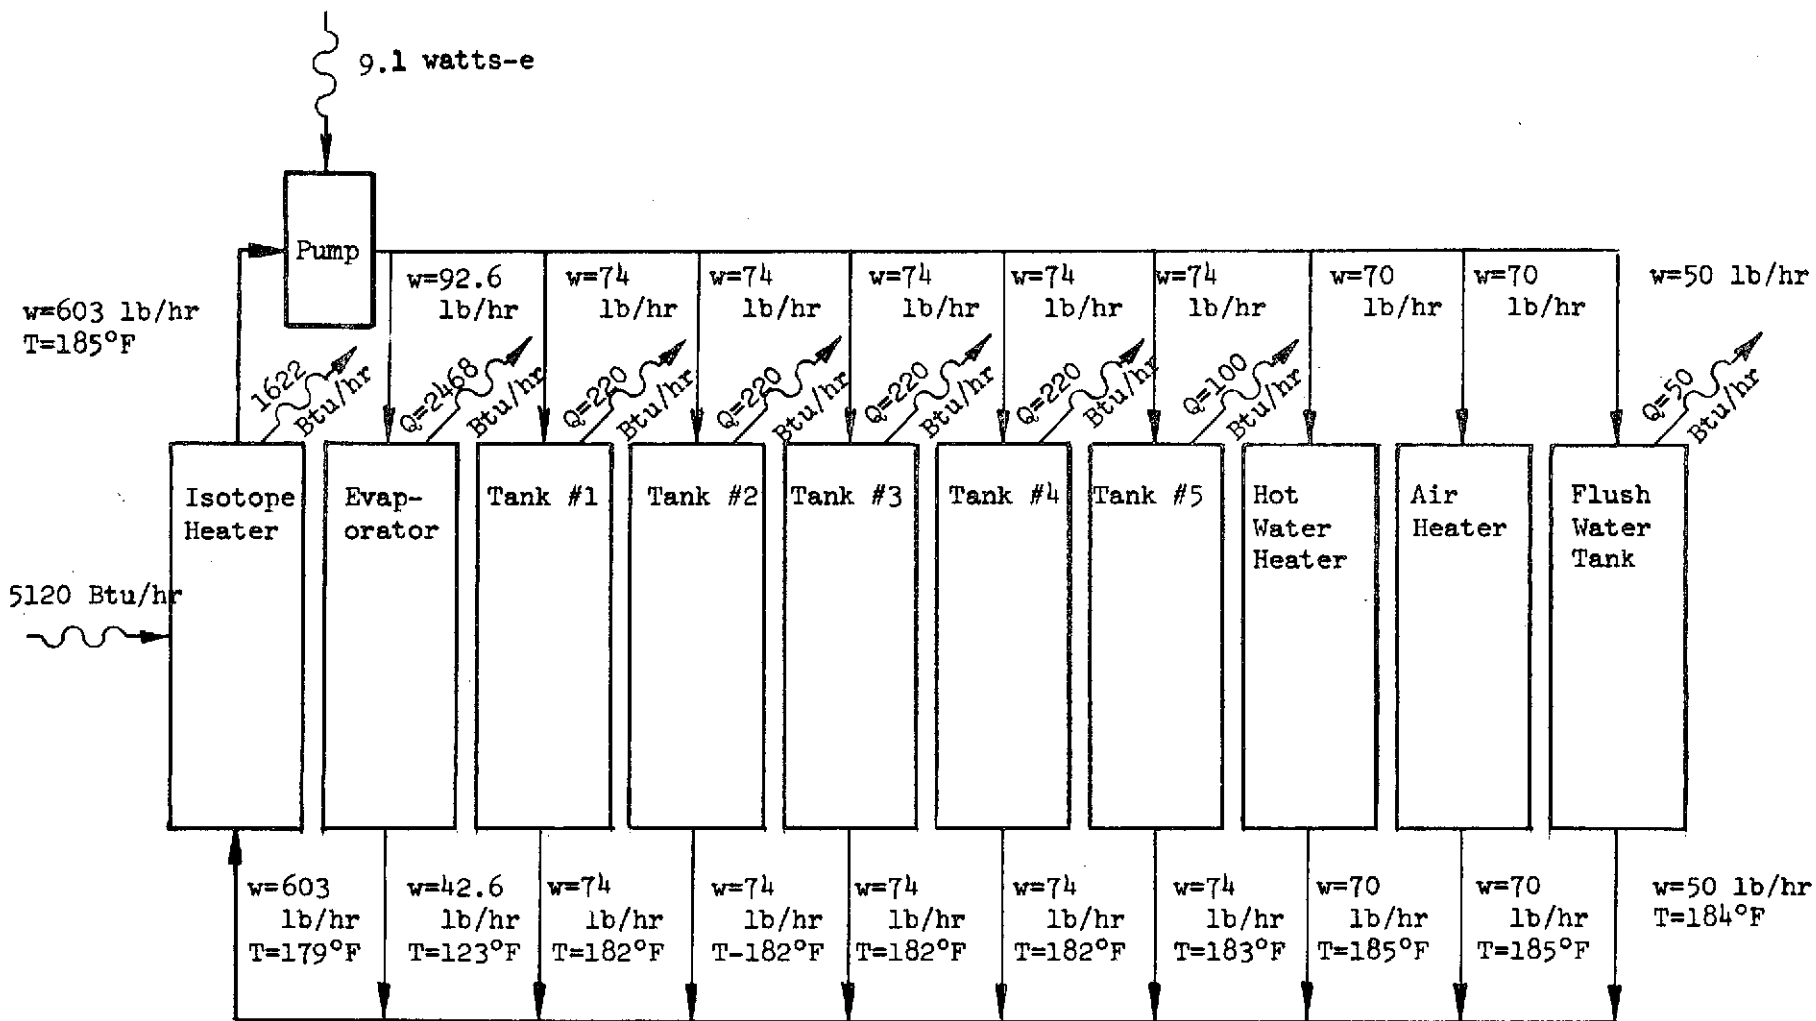 9.1 watts-e
Pump
w=603 lb/hr
T=185°F
w=92.6
lb/hr
w=74
lb/hr
w=74
lb/hr
w=74
lb/hr
w=74
lb/hr
w=74
lb/hr
w=70
lb/hr
w=70
lb/hr
w=50 lb/hr
1622
Btu/hr
Q=2468
Btu/hr
Q=220
Btu/hr
Q=220
Btu/hr
Q=220
Btu/hr
Q=220
Btu/hr
Q=100
Btu/hr
Q=50
Btu/hr
Isotope
Heater
Evap-
orator
Tank #1
Tank #2
Tank #3
Tank #4
Tank #5
Hot
Water
Heater
Air
Heater
Flush
Water
Tank
5120 Btu/hr
w=603
lb/hr
T=179°F
w=42.6
lb/hr
T=123°F
w=74
lb/hr
T=182°F
w=74
lb/hr
T-182°F
w=74
lb/hr
T=182°F
w=74
lb/hr
T=182°F
w=74
lb/hr
T=183°F
w=70
lb/hr
T=185°F
w=70
lb/hr
T=185°F
w=50 lb/hr
T=184°F